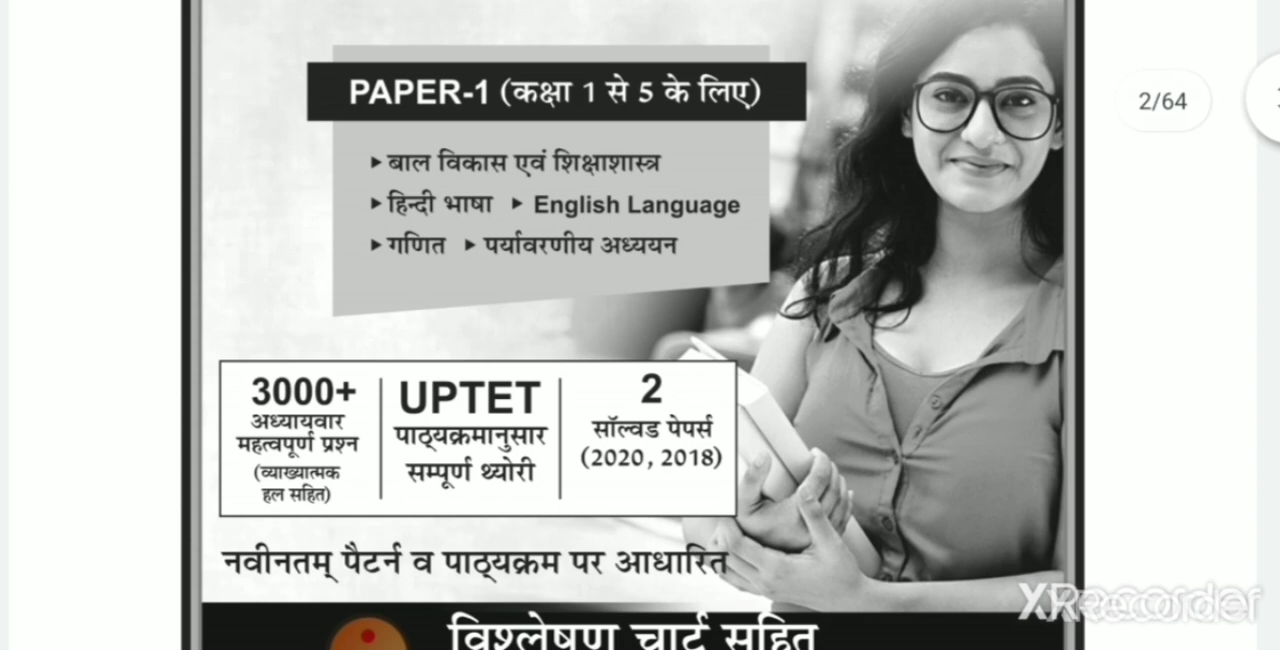 PAPER-1 (कक्षा 1 से 5 के लिए)
2/64
▸ बाल विकास एवं शिक्षाशास्त्र
▸ हिन्दी भाषा ▸ English Language
▸ गणित ▸ पर्यावरणीय अध्ययन
3000+
अध्यायवार
महत्वपूर्ण प्रश्न
(व्याख्यात्मक
हल सहित)
UPTET
पाठ्यक्रमानुसार
सम्पूर्ण थ्योरी
2
सॉल्वड पेपर्स
(2020, 2018)
नवीनतम् पैटर्न व पाठ्यक्रम पर आधारित
विश्लेषण चार्ट सहित
XRecorder